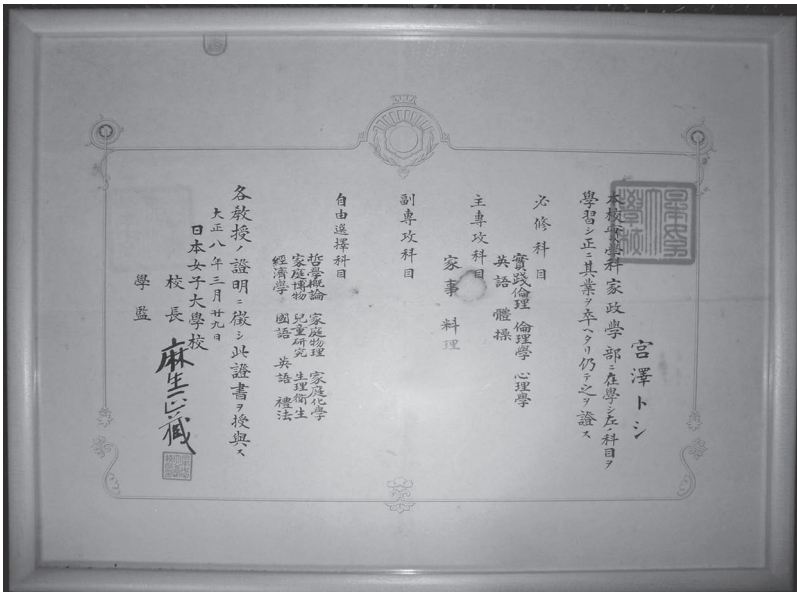 宮澤トシ
本校大學科家政學部ニ在學シ左ノ科目ヲ
學習シ正ニ其業ヲ卒ヘタリ仍テ之ヲ證ス
必修科目
實踐倫理 倫理學 心理學
英語 體操
主専攻科目
家事 料理
副専攻科目
自由選擇科目
哲學概論 家庭物理 家庭化學
家庭博物 兒童研究 生理衛生
經濟學 國語 英語 禮法
各教授ノ證明ニ徴シ此證書ヲ授與ス
大正八年三月廿九日
日本女子大學校
校長
學監
麻生正藏